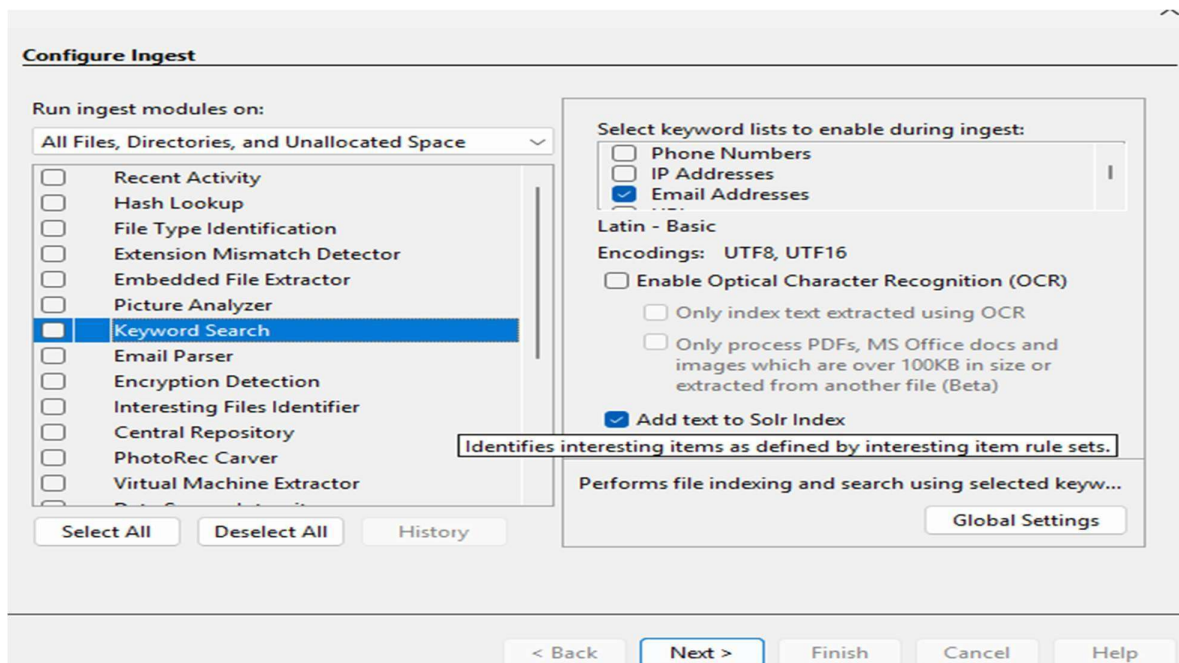 Configure Ingest
Run ingest modules on:
All Files, Directories, and Unallocated Space
Recent Activity
Hash Lookup
File Type Identification
Extension Mismatch Detector
Embedded File Extractor
Picture Analyzer
Keyword Search
Email Parser
Encryption Detection
Interesting Files Identifier
Central Repository
PhotoRec Carver
Virtual Machine Extractor
Select All
Deselect All
History
Select keyword lists to enable during ingest:
Phone Numbers
IP Addresses
Email Addresses
Latin - Basic
Encodings: UTF8, UTF16
Enable Optical Character Recognition (OCR)
Only index text extracted using OCR
Only process PDFs, MS Office docs and
images which are over 100KB in size or
extracted from another file (Beta)
Add text to Solr Index
Identifies interesting items as defined by interesting item rule sets.
Performs file indexing and search using selected keyw...
Global Settings
< Back
Next >
Finish
Cancel
Help